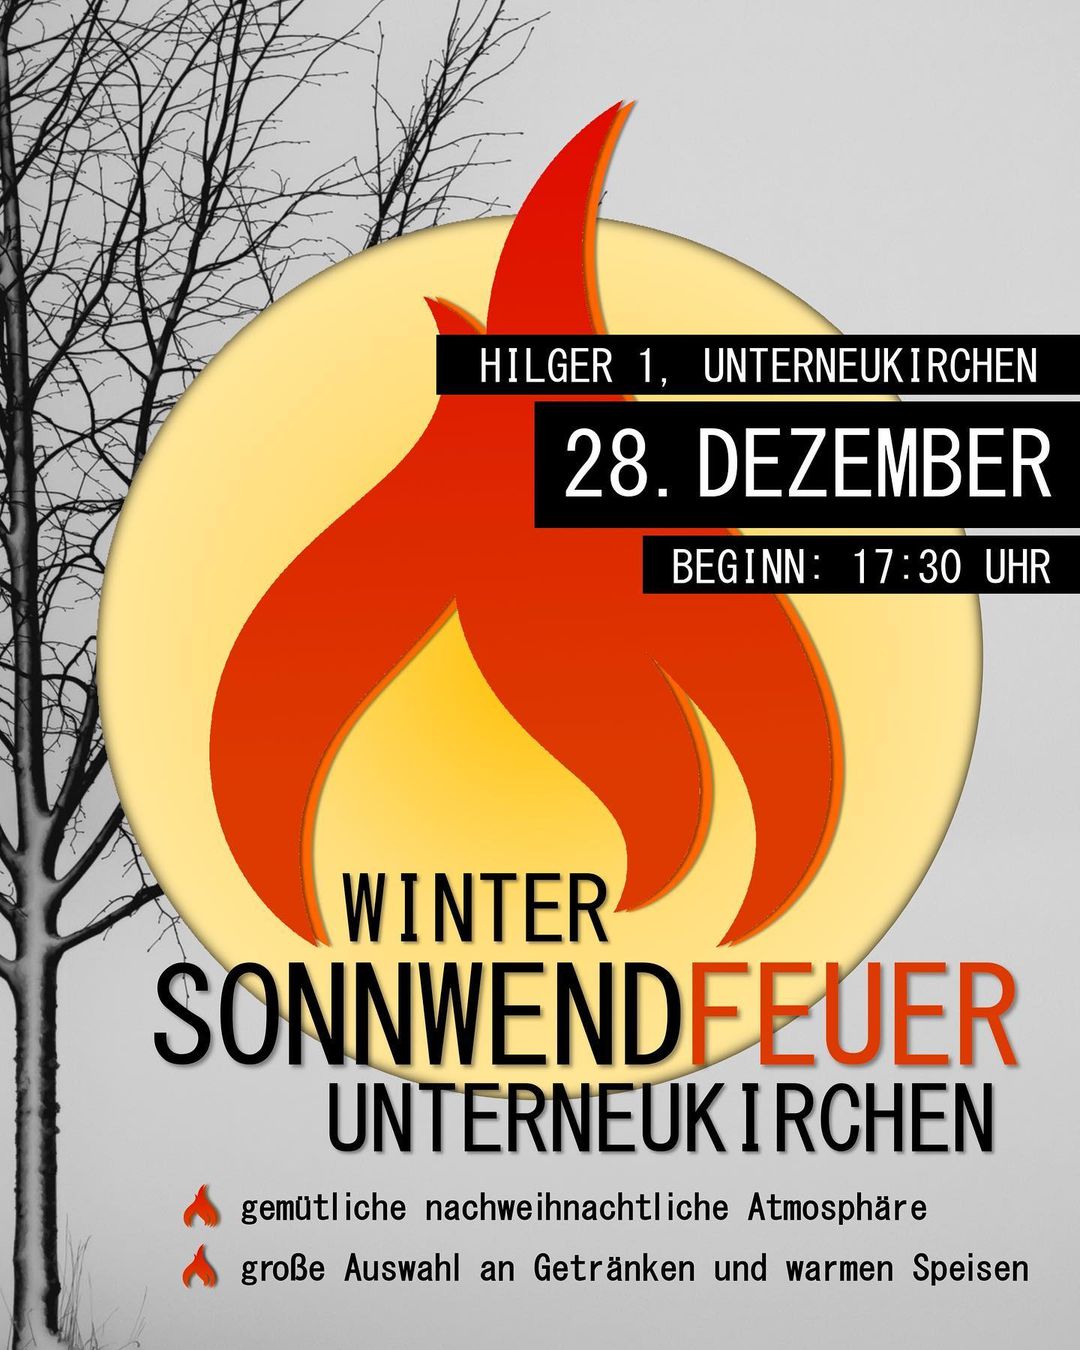 HILGER 1, UNTERNEUKIRCHEN
28. DEZEMBER
BEGINN: 17:30 UHR
WINTER
SONNWENDFEUER
UNTERNEUKIRCHEN
gemütliche nachweihnachtliche Atmosphäre
große Auswahl an Getränken und warmen Speisen